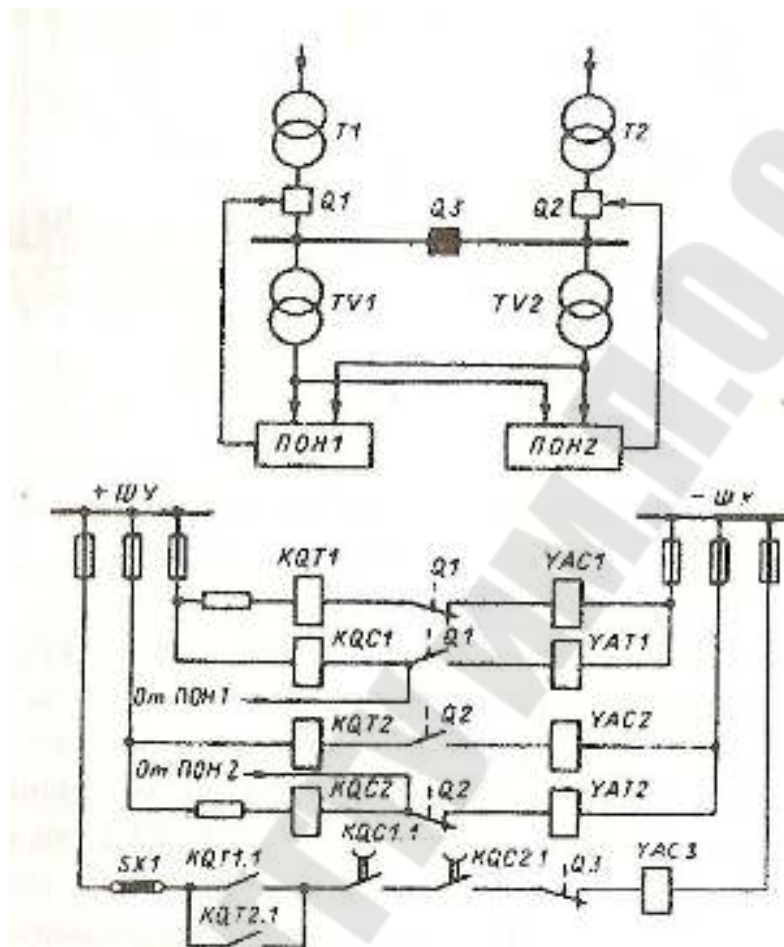 T1
T2
Q1
Q3
Q2
TV1
TV2
ПОН1
ПОН2
+ ШУ
- ШУ
KQT1
Q1
YAC1
KQC1
Q1
YAT1
От ПОН1
KQT2
Q2
YAC2
От ПОН2
KQC2
Q2
YAT2
KQC1.1
SX1
KQT1.1
KQC2.1
Q3
YAC3
KQT2.1